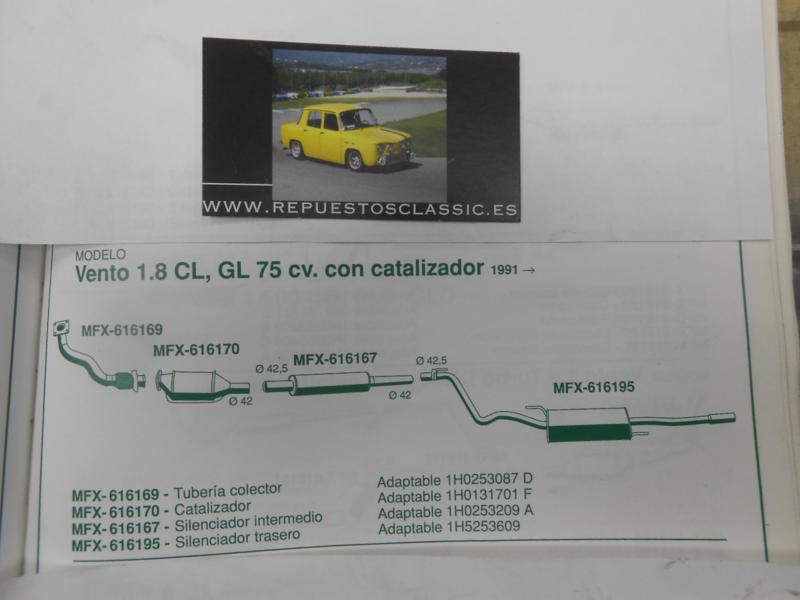 WWW.REPUESTOSCLASSIC.ES
MODELO
Vento 1.8 CL, GL 75 cv. con catalizador 1991 →
MFX-616169
MFX-616170
Ø 42,5
MFX-616167
Ø 42,5
MFX-616195
Ø 42
Ø 42
MFX-616169 - Tubería colector Adaptable 1H0253087 D
MFX-616170 - Catalizador Adaptable 1H0131701 F
MFX-616167 - Silenciador intermedio Adaptable 1H0253209 A
MFX-616195 - Silenciador trasero Adaptable 1H5253609